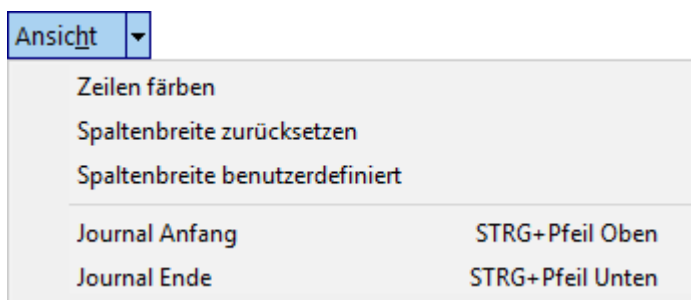 Ansicht
Zeilen färben
Spaltenbreite zurücksetzen
Spaltenbreite benutzerdefiniert
Journal Anfang STRG+Pfeil Oben
Journal Ende STRG+Pfeil Unten